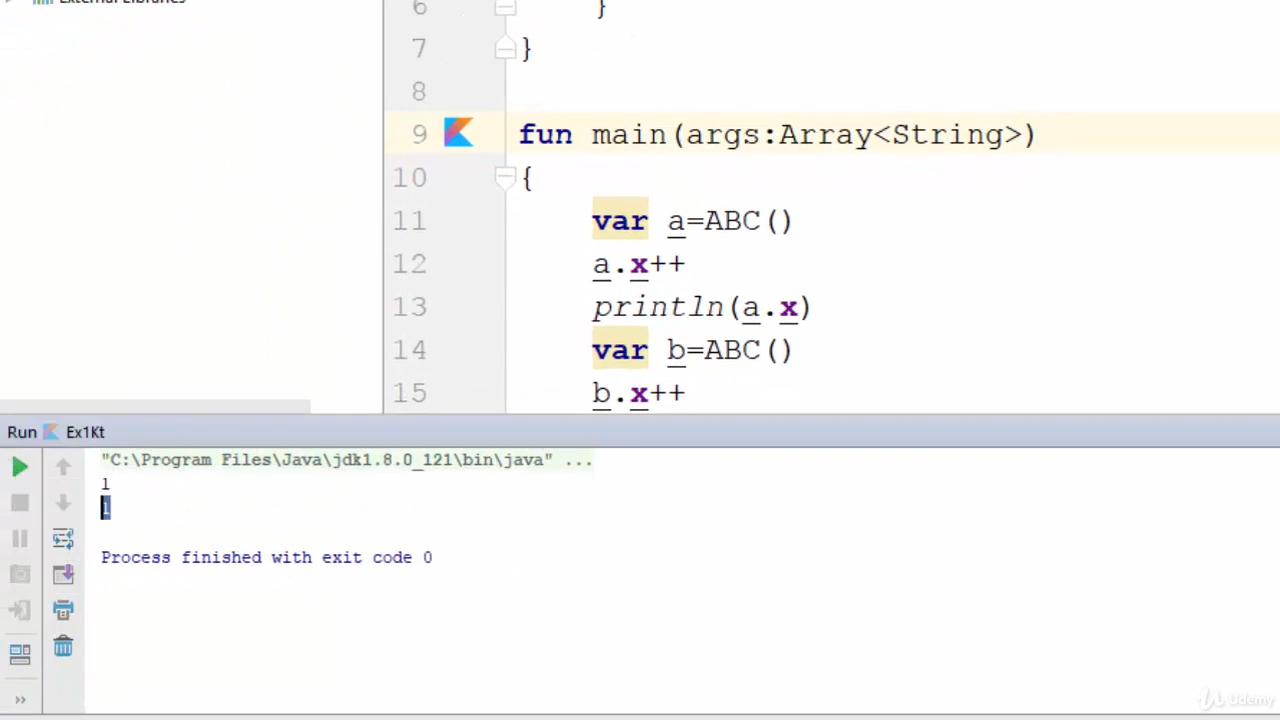 External Libraries
6 }
7 }
8
9 fun main(args:Array<String>)
10 {
11 var a=ABC()
12 a.x++
13 println(a.x)
14 var b=ABC()
15 b.x++
Run Ex1Kt
"C:\Program Files\Java\jdk1.8.0_121\bin\java" ...
1
1
Process finished with exit code 0
Udemy